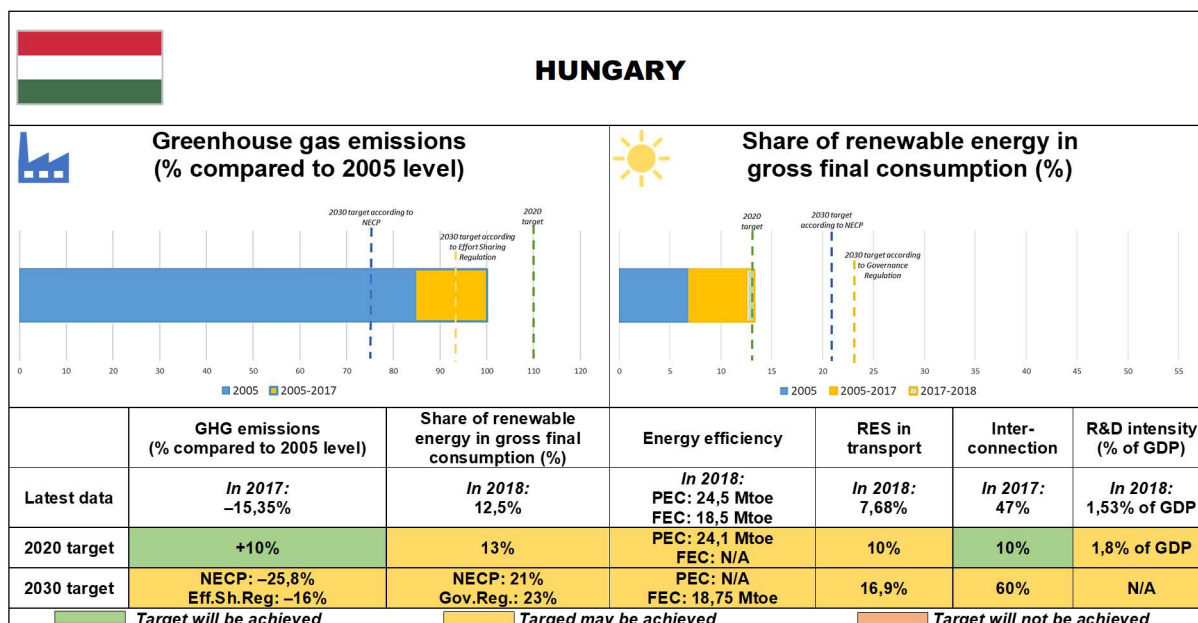 HUNGARY
Greenhouse gas emissions
(% compared to 2005 level)
2030 target according to
NECP
2030 target according
to Effort Sharing
Regulation
2020
target
0 10 20 30 40 50 60 70 80 90 100 110 120
2005 2005-2017
Share of renewable energy in
gross final consumption (%)
2020
target
2030 target
according to NECP
2030 target according
to Governance
Regulation
0 5 10 15 20 25 30 35 40 45 50 55
2005 2005-2017 2017-2018
GHG emissions
(% compared to 2005 level)
Share of renewable
energy in gross final
consumption (%)
Energy efficiency
RES in
transport
Inter-
connection
R&D intensity
(% of GDP)
Latest data
In 2017:
–15,35%
In 2018:
12,5%
In 2018:
PEC: 24,5 Mtoe
FEC: 18,5 Mtoe
In 2018:
7,68%
In 2017:
47%
In 2018:
1,53% of GDP
2020 target
+10%
13%
PEC: 24,1 Mtoe
FEC: N/A
10%
10%
1,8% of GDP
2030 target
NECP: –25,8%
Eff.Sh.Reg: –16%
NECP: 21%
Gov.Reg.: 23%
PEC: N/A
FEC: 18,75 Mtoe
16,9%
60%
N/A
Target will be achieved
Targed may be achieved
Target will not be achieved